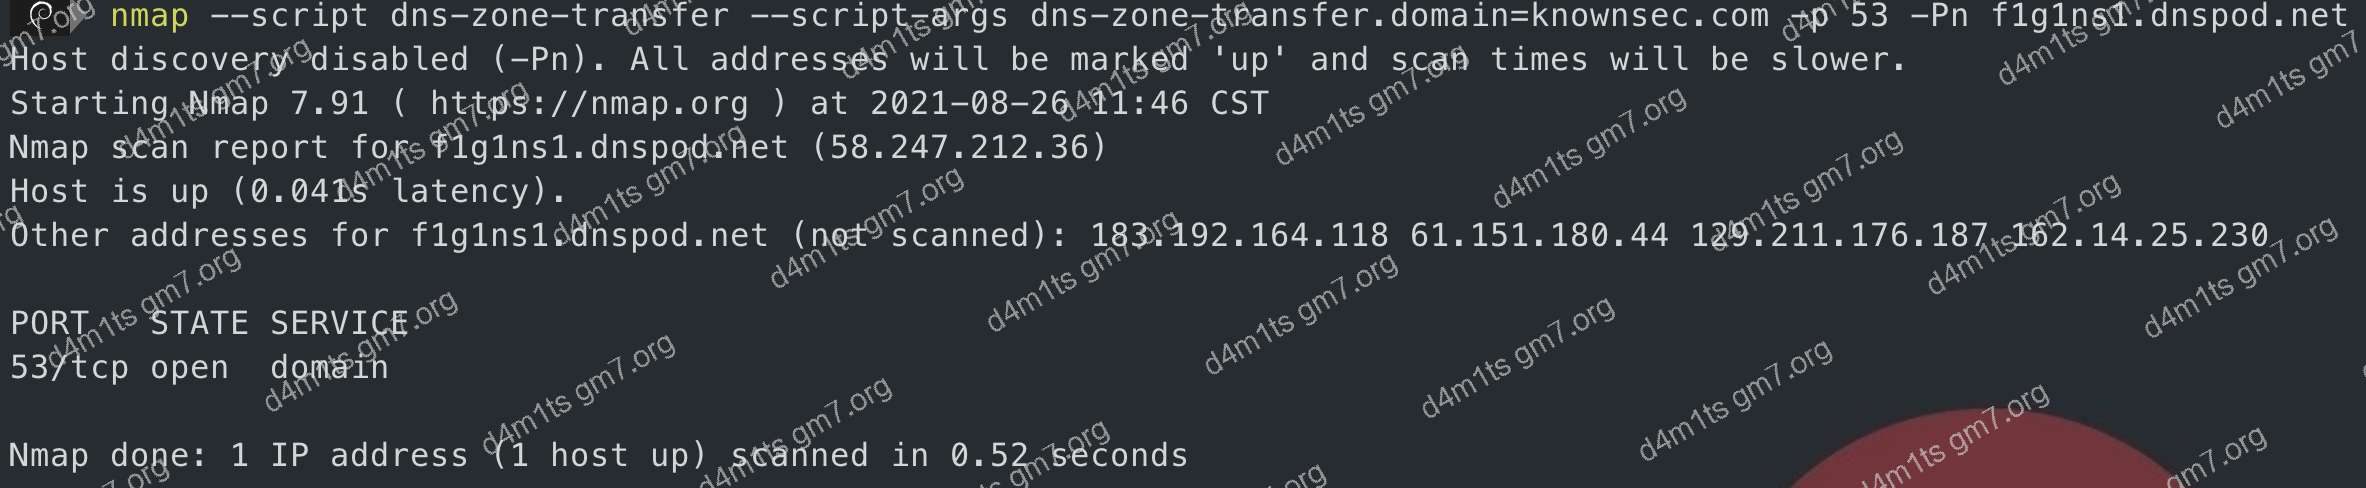 nmap --script dns-zone-transfer --script-args dns-zone-transfer.domain=knownsec.com -p 53 -Pn f1g1ns1.dnspod.net
Host discovery disabled (-Pn). All addresses will be marked 'up' and scan times will be slower.
Starting Nmap 7.91 ( https://nmap.org ) at 2021-08-26 11:46 CST
Nmap scan report for f1g1ns1.dnspod.net (58.247.212.36)
Host is up (0.041s latency).
Other addresses for f1g1ns1.dnspod.net (not scanned): 183.192.164.118 61.151.180.44 129.211.176.187 162.14.25.230
PORT   STATE SERVICE
53/tcp open  domain
Nmap done: 1 IP address (1 host up) scanned in 0.52 seconds
d4m1ts gm7.org